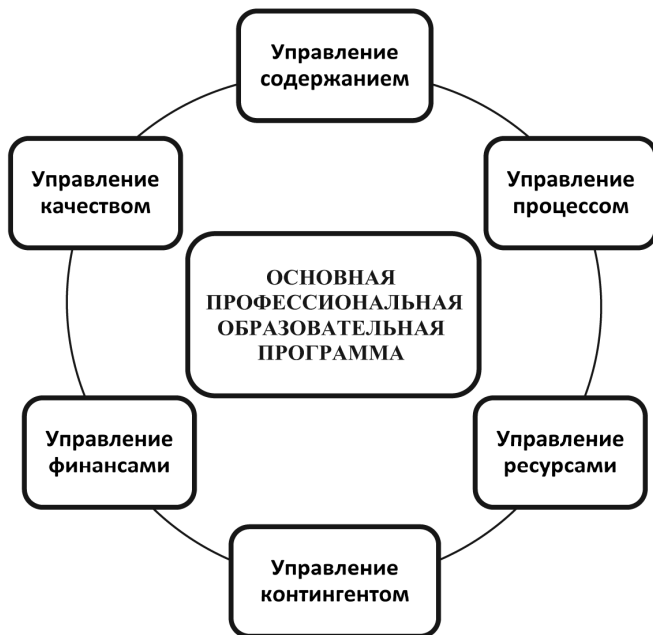 Управление
содержанием
Управление
качеством
Управление
процессом
ОСНОВНАЯ
ПРОФЕССИОНАЛЬНАЯ
ОБРАЗОВАТЕЛЬНАЯ
ПРОГРАММА
Управление
финансами
Управление
ресурсами
Управление
контингентом